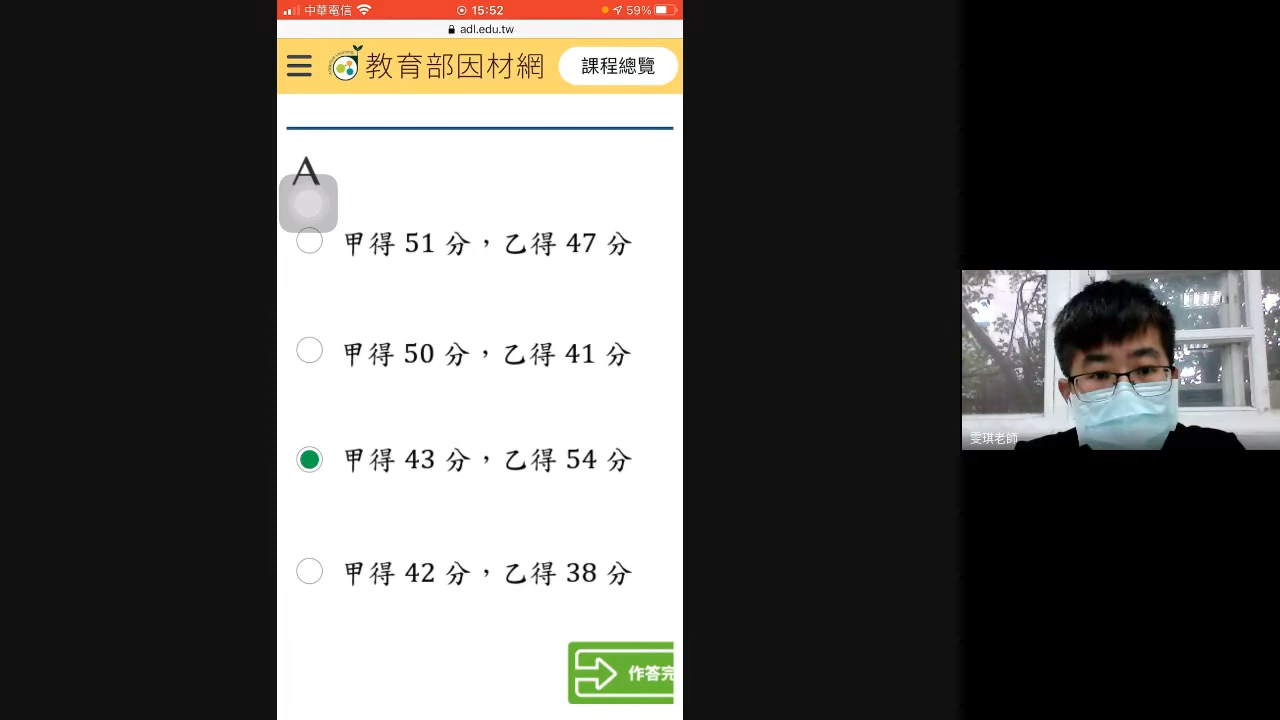 中華電信 15:52 59%
adl.edu.tw
教育部因材網 課程總覽
A
甲得 51 分，乙得 47 分
甲得 50 分，乙得 41 分
甲得 43 分，乙得 54 分
甲得 42 分，乙得 38 分
作答完
雯琪老師